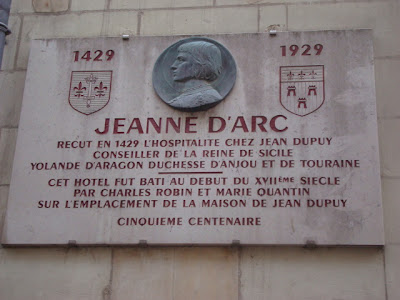 1429 1929
JEANNE D'ARC
RECUT EN 1429 L'HOSPITALITE CHEZ JEAN DUPUY
CONSEILLER DE LA REINE DE SICILE
YOLANDE D'ARAGON DUCHESSE D'ANJOU ET DE TOURAINE
CET HOTEL FUT BATI AU DEBUT DU XVIIÈME SIECLE
PAR CHARLES ROBIN ET MARIE QUANTIN
SUR L'EMPLACEMENT DE LA MAISON DE JEAN DUPUY
CINQUIEME CENTENAIRE